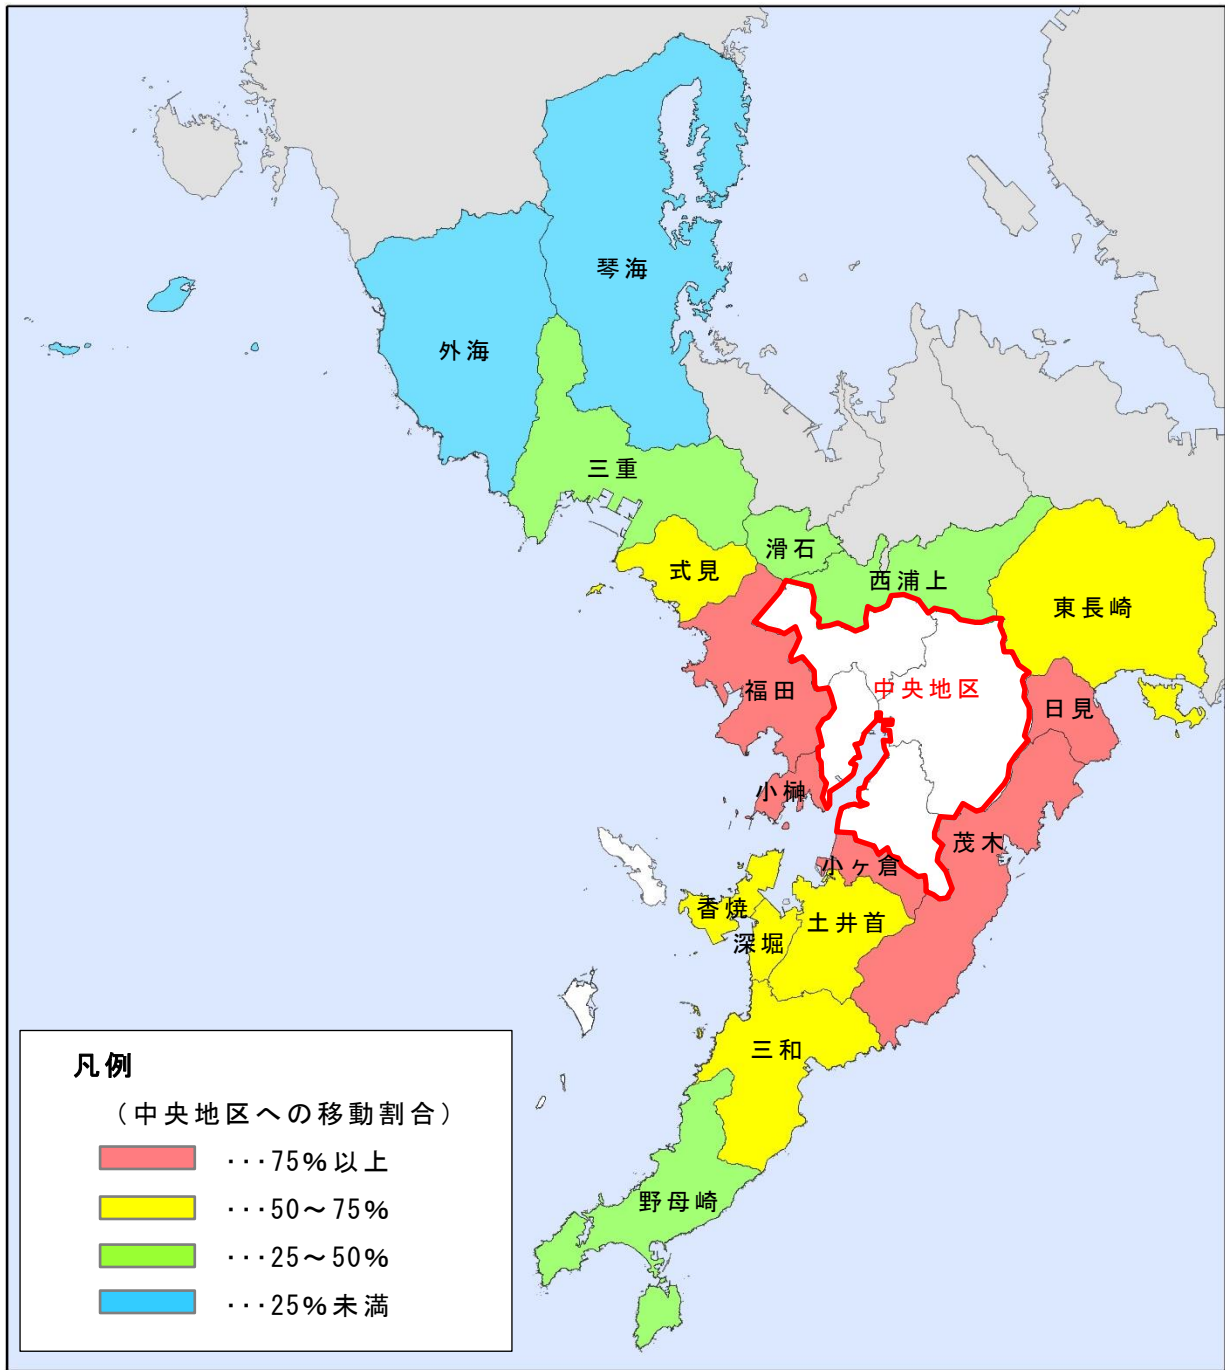 琴海
外海
三重
滑石
式見
西浦上
東長崎
福田
中央地区
日見
小榊
茂木
小ヶ倉
香焼
土井首
深堀
三和
野母崎
凡例
（中央地区への移動割合）
･･･75%以上
･･･50～75%
･･･25～50%
･･･25%未満